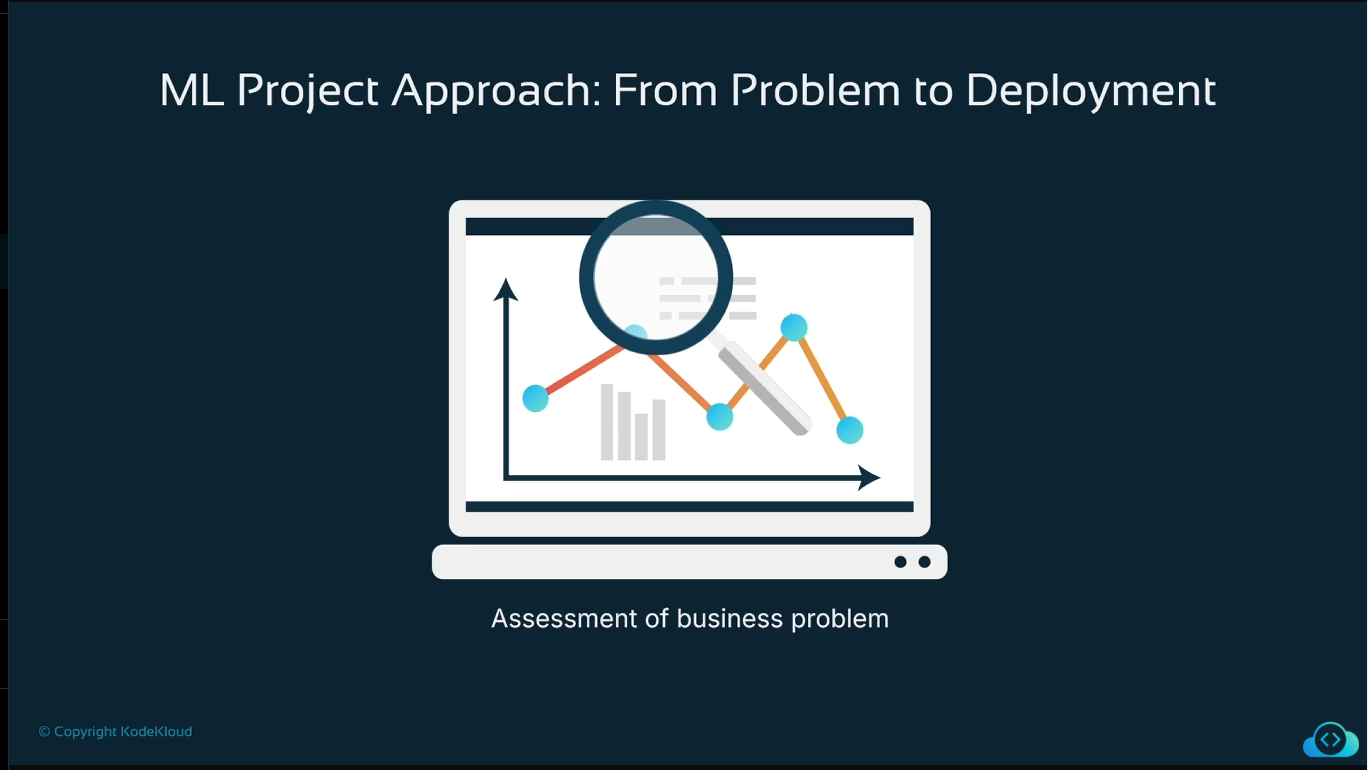 ML Project Approach: From Problem to Deployment
Assessment of business problem
© Copyright KodeKloud